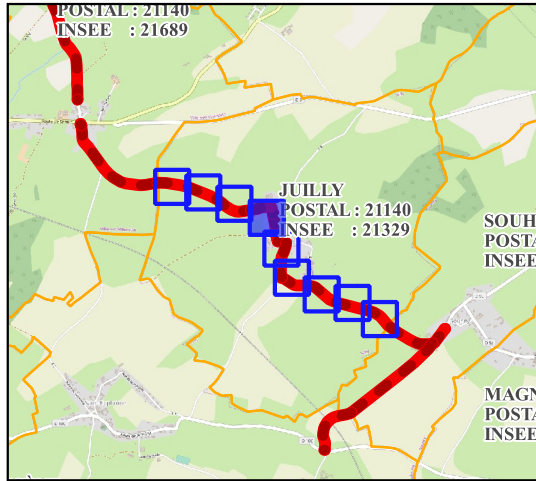 POSTAL : 21140
INSEE : 21689
JUILLY
POSTAL : 21140
INSEE : 21329
SOUH
POSTA
INSEE
MAGN
POSTA
INSEE